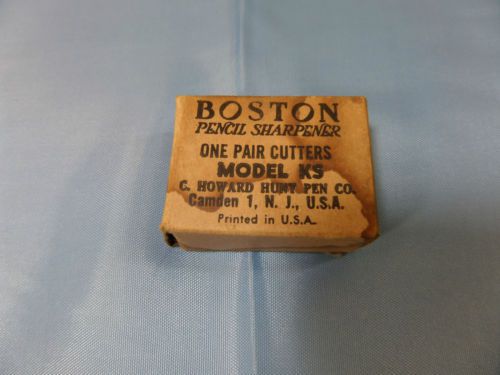 BOSTON
PENCIL SHARPENER
ONE PAIR CUTTERS
MODEL KS
C. HOWARD HUNT PEN CO.
Camden 1, N. J., U.S.A.
Printed in U.S.A.